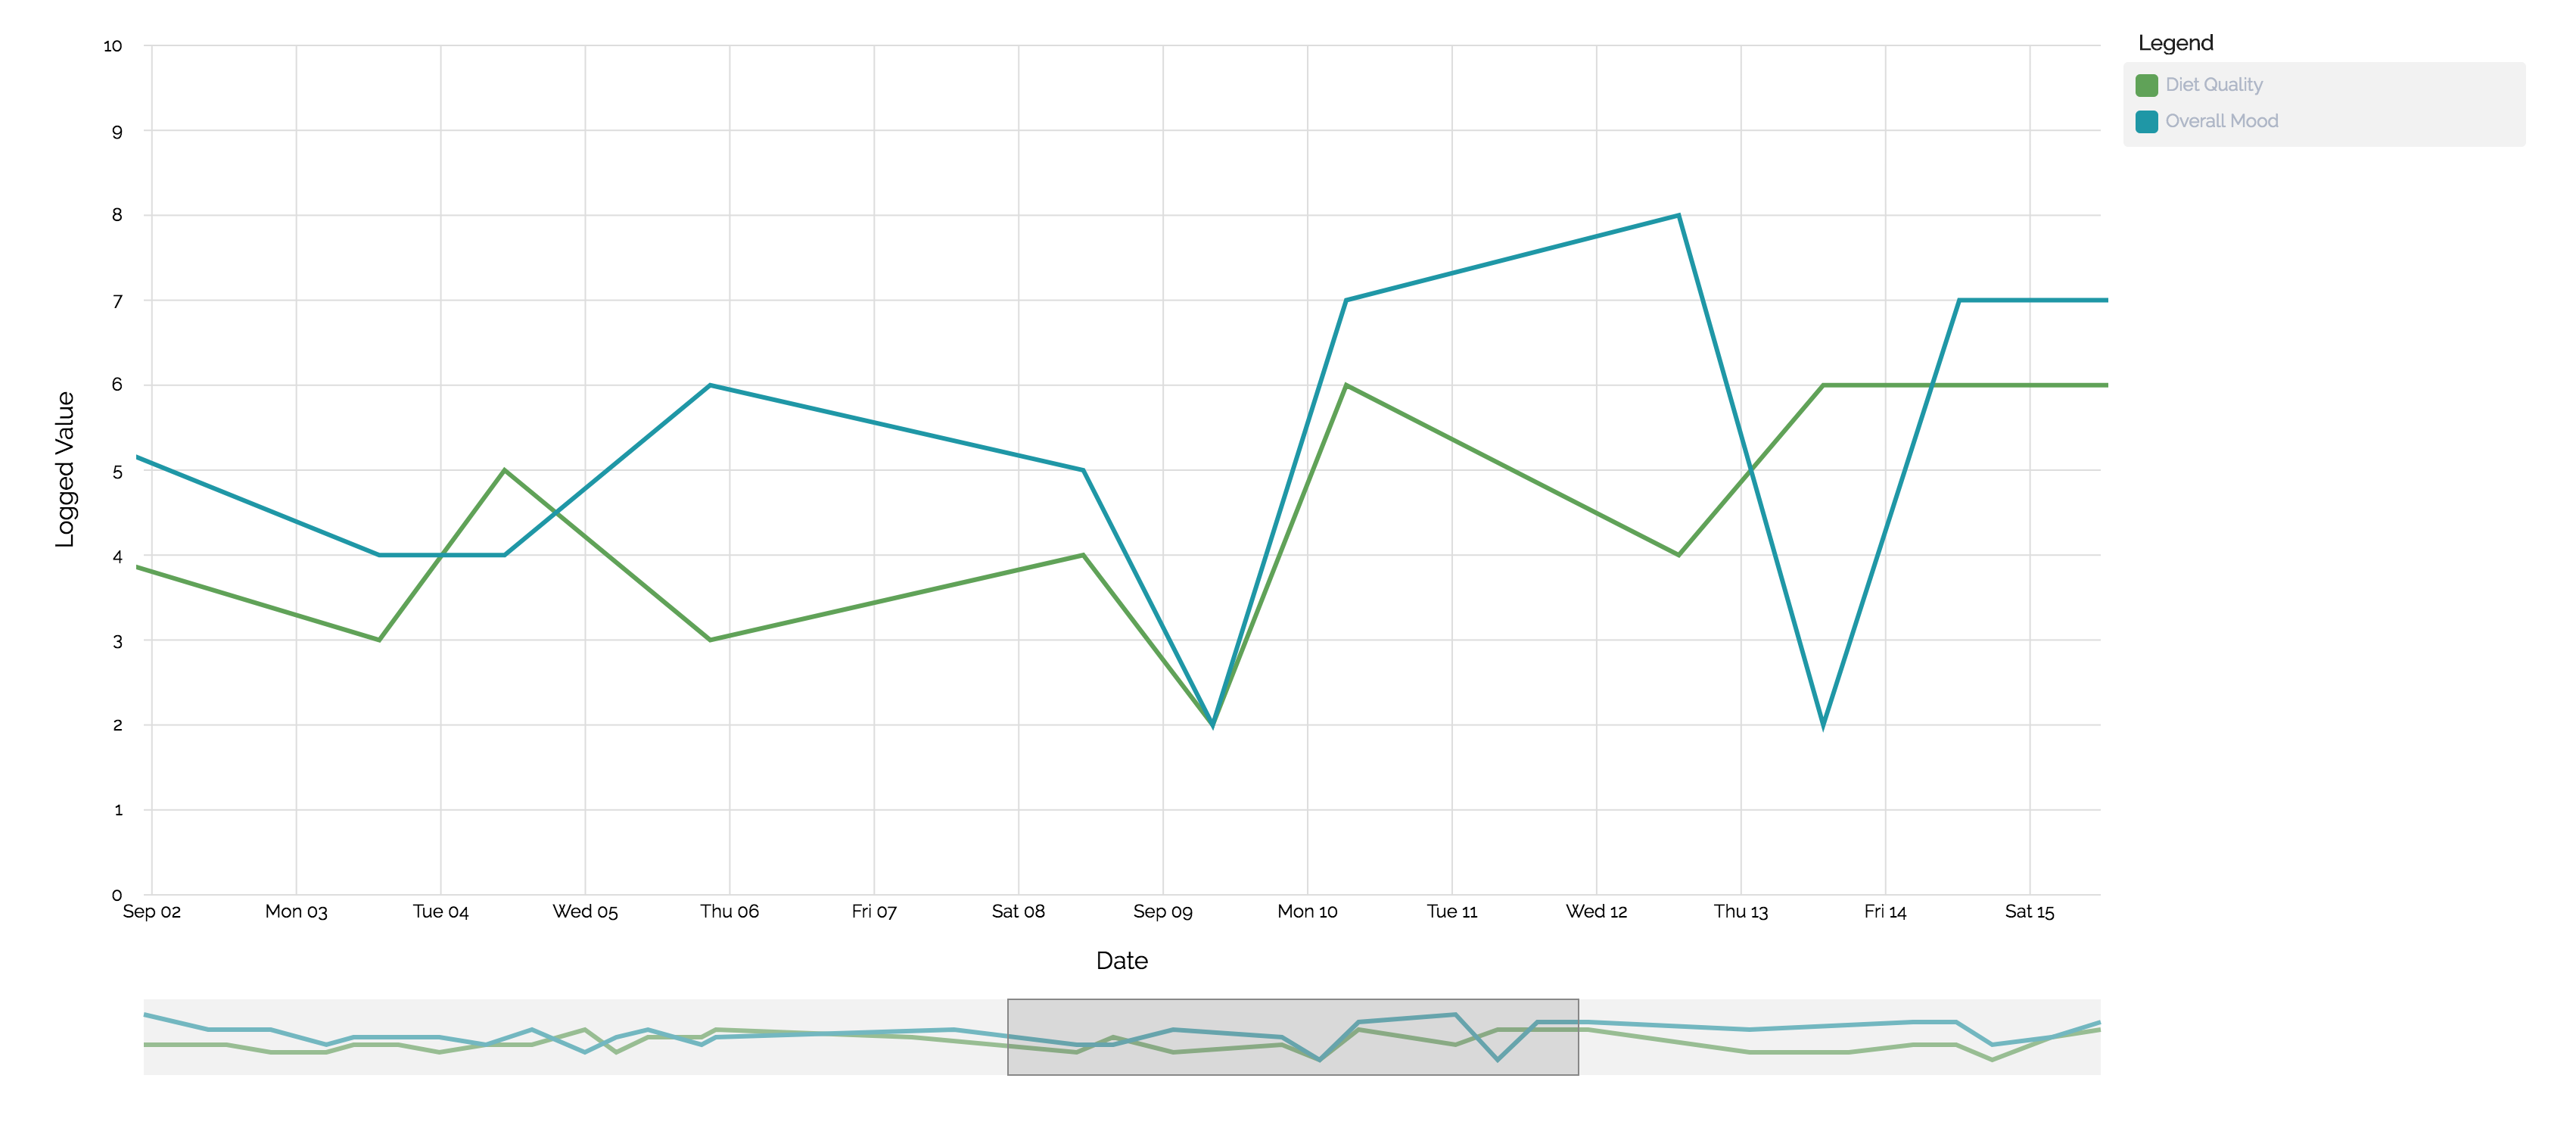 Legend
Diet Quality
Overall Mood
10
9
8
7
6
5
4
3
2
1
0
Logged Value
Sep 02 Mon 03 Tue 04 Wed 05 Thu 06 Fri 07 Sat 08 Sep 09 Mon 10 Tue 11 Wed 12 Thu 13 Fri 14 Sat 15
Date